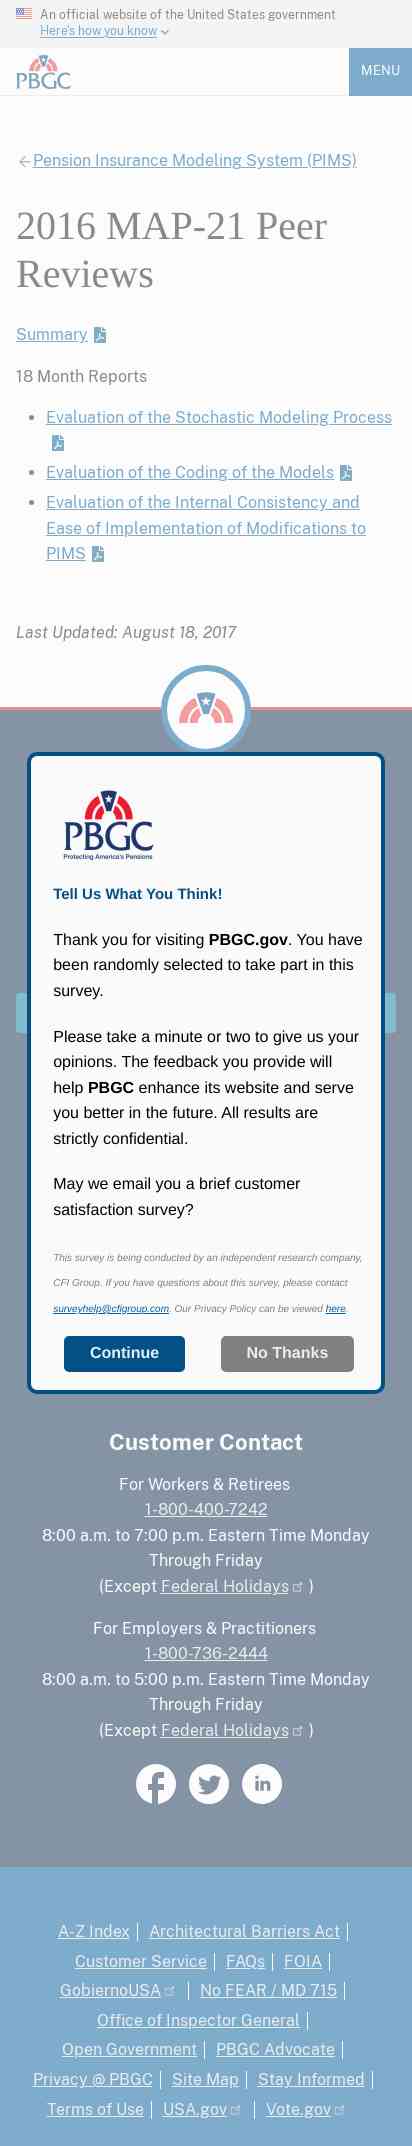 An official website of the United States government
Here's how you know
PBGC
MENU
Pension Insurance Modeling System (PIMS)
2016 MAP-21 Peer
Reviews
Summary
18 Month Reports
Evaluation of the Stochastic Modeling Process
Evaluation of the Coding of the Models
Evaluation of the Internal Consistency and
Ease of Implementation of Modifications to
PIMS
Last Updated: August 18, 2017
PBGC
Protecting America's Pensions
Tell Us What You Think!
Thank you for visiting PBGC.gov. You have
been randomly selected to take part in this
survey.
Please take a minute or two to give us your
opinions. The feedback you provide will
help PBGC enhance its website and serve
you better in the future. All results are
strictly confidential.
May we email you a brief customer
satisfaction survey?
This survey is being conducted by an independent research company,
CFI Group. If you have questions about this survey, please contact
surveyhelp@cfigroup.com. Our Privacy Policy can be viewed here.
Continue
No Thanks
Customer Contact
For Workers & Retirees
1-800-400-7242
8:00 a.m. to 7:00 p.m. Eastern Time Monday
Through Friday
(Except Federal Holidays )
For Employers & Practitioners
1-800-736-2444
8:00 a.m. to 5:00 p.m. Eastern Time Monday
Through Friday
(Except Federal Holidays )
A-Z Index | Architectural Barriers Act |
Customer Service | FAQs | FOIA |
GobiernoUSA | No FEAR / MD 715 |
Office of Inspector General |
Open Government | PBGC Advocate |
Privacy @ PBGC | Site Map | Stay Informed |
Terms of Use | USA.gov | Vote.gov